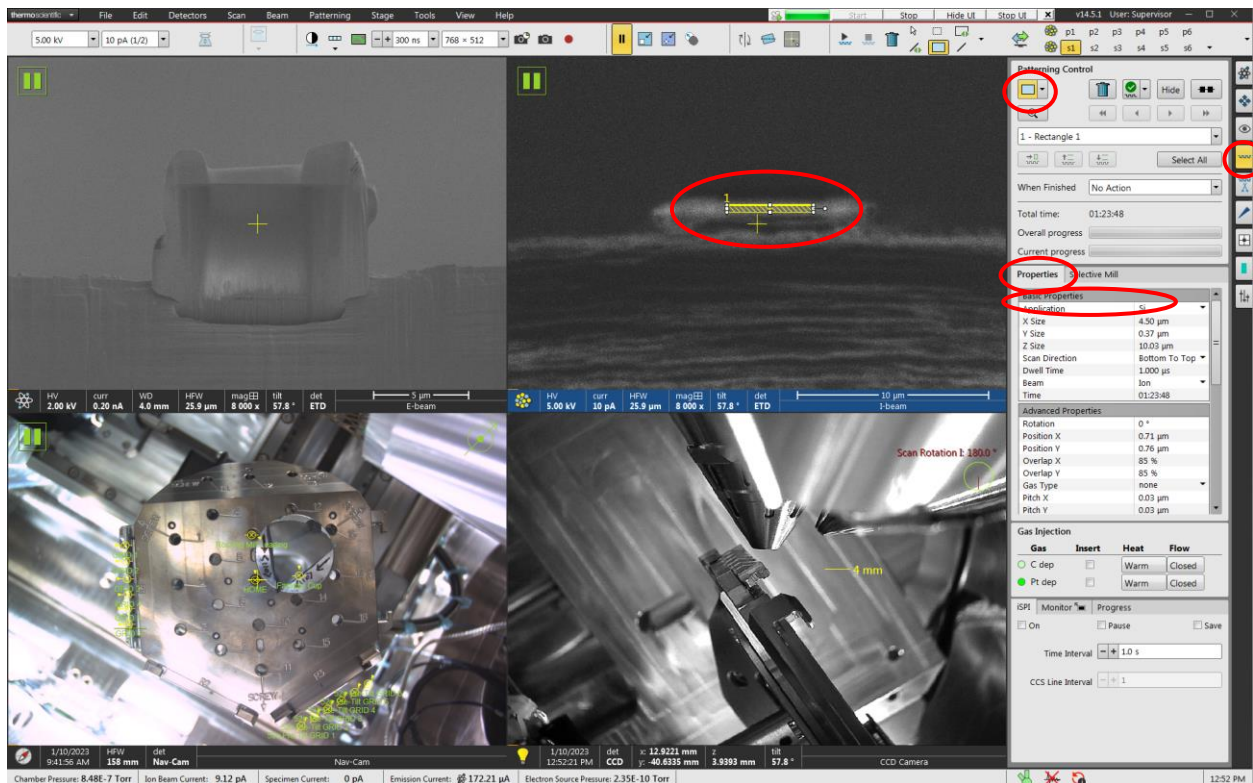 thermoscientific File Edit Detectors Scan Beam Patterning Stage Tools View Help Start Stop Hide UI Stop UI X v14.5.1 User: Supervisor
5.00 kV 10 pA (1/2) 300 ns 768 × 512 p1 p2 p3 p4 p5 p6
s1 s2 s3 s4 s5 s6
Patterning Control
Hide
1 - Rectangle 1
Select All
When Finished No Action
Total time: 01:23:48
Overall progress
Current progress
Properties Selective Mill
Basic Properties
Application Si
X Size 4.50 µm
Y Size 0.37 µm
Z Size 10.03 µm
Scan Direction Bottom To Top
Dwell Time 1.000 µs
Beam Ion
Time 01:23:48
Advanced Properties
Rotation 0 °
Position X 0.71 µm
Position Y 0.76 µm
Overlap X 85 %
Overlap Y 85 %
Gas Type none
Pitch X 0.03 µm
Pitch Y 0.03 µm
Gas Injection
Gas Insert Heat Flow
C dep Warm Closed
Pt dep Warm Closed
iSPI Monitor Progress
On Pause Save
Time Interval 1.0 s
CCS Line Interval 1
1
HV curr WD HFW mag tilt det 5 µm
2.00 kV 0.20 nA 4.0 mm 25.9 µm 8 000 x 57.8 ° ETD E-beam
HV curr HFW mag tilt det 10 µm
5.00 kV 10 pA 25.9 µm 8 000 x 57.8 ° ETD I-beam
HOME
SCREW
Scan Rotation I: 180.0 °
4 mm
1/10/2023 HFW det
9:41:56 AM 158 mm Nav-Cam Nav-Cam
1/10/2023 det x: 12.9221 mm z tilt
12:52:21 PM CCD y: -40.6335 mm 3.9393 mm 57.8 ° CCD Camera
Chamber Pressure: 8.48E-7 Torr Ion Beam Current: 9.12 pA Specimen Current: 0 pA Emission Current: 172.21 µA Electron Source Pressure: 2.35E-10 Torr 12:52 PM